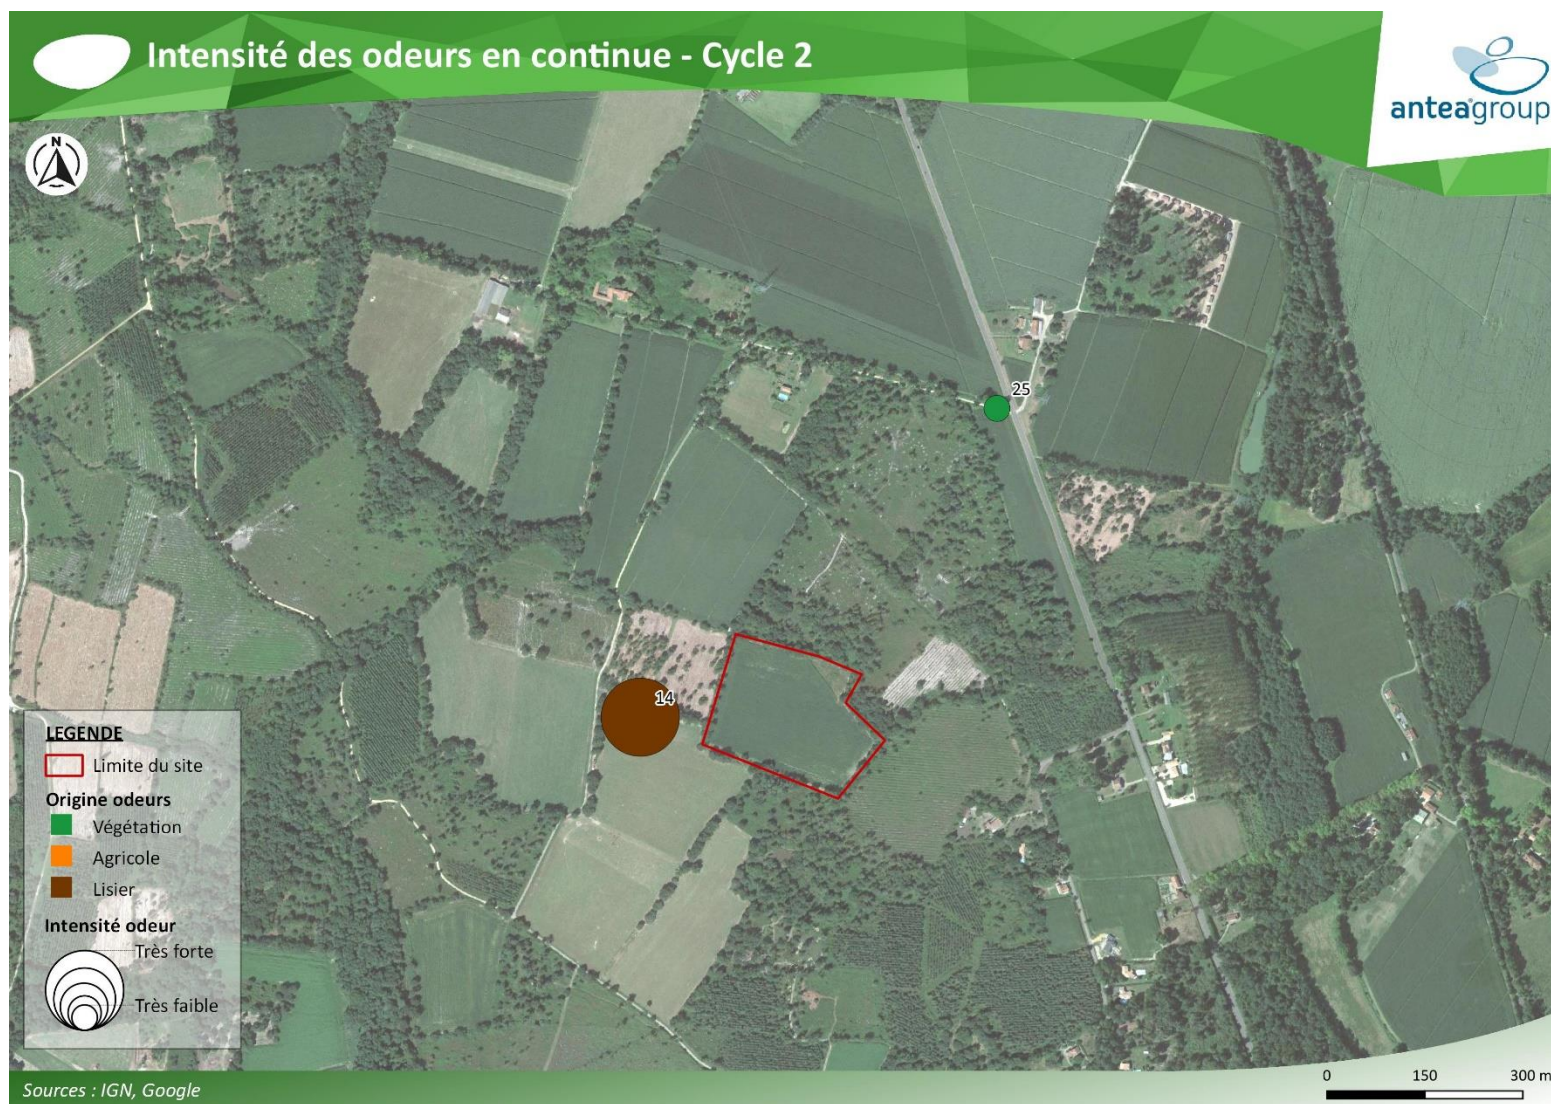 Intensité des odeurs en continue - Cycle 2
anteagroup
N
25
14
LEGENDE
Limite du site
Origine odeurs
Végétation
Agricole
Lisier
Intensité odeur
Très forte
Très faible
Sources : IGN, Google
0 150 300 m